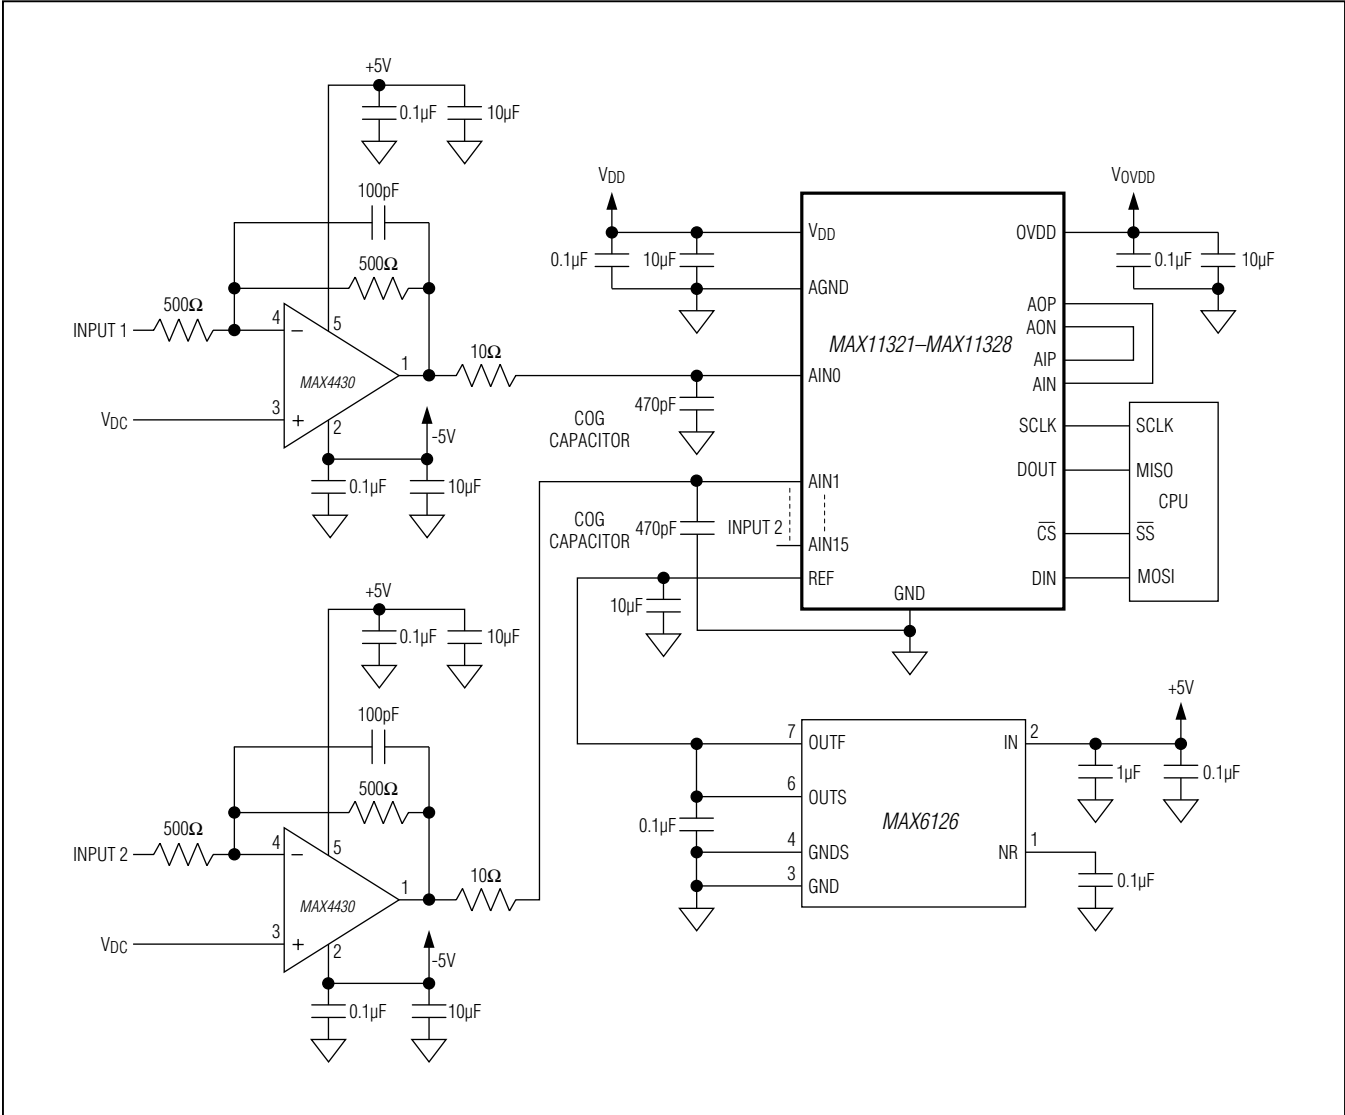 +5V
0.1µF
10µF
100pF
500Ω
500Ω
INPUT 1
4
5
−
1
MAX4430
10Ω
3
+
2
VDC
-5V
0.1µF
10µF
VDD
0.1µF
10µF
470pF
COG
CAPACITOR
COG
CAPACITOR
470pF
INPUT 2
10µF
VDD
AGND
AIN0
AIN1
AIN15
REF
GND
MAX11321–MAX11328
OVDD
AOP
AON
AIP
AIN
SCLK
DOUT
CS
DIN
VOVDD
0.1µF
10µF
SCLK
MISO
CPU
SS
MOSI
+5V
0.1µF
10µF
100pF
500Ω
500Ω
INPUT 2
4
5
−
1
MAX4430
10Ω
3
+
2
VDC
-5V
0.1µF
10µF
7
OUTF
6
OUTS
0.1µF
4
GNDS
3
GND
MAX6126
IN
2
NR
1
+5V
1µF
0.1µF
0.1µF